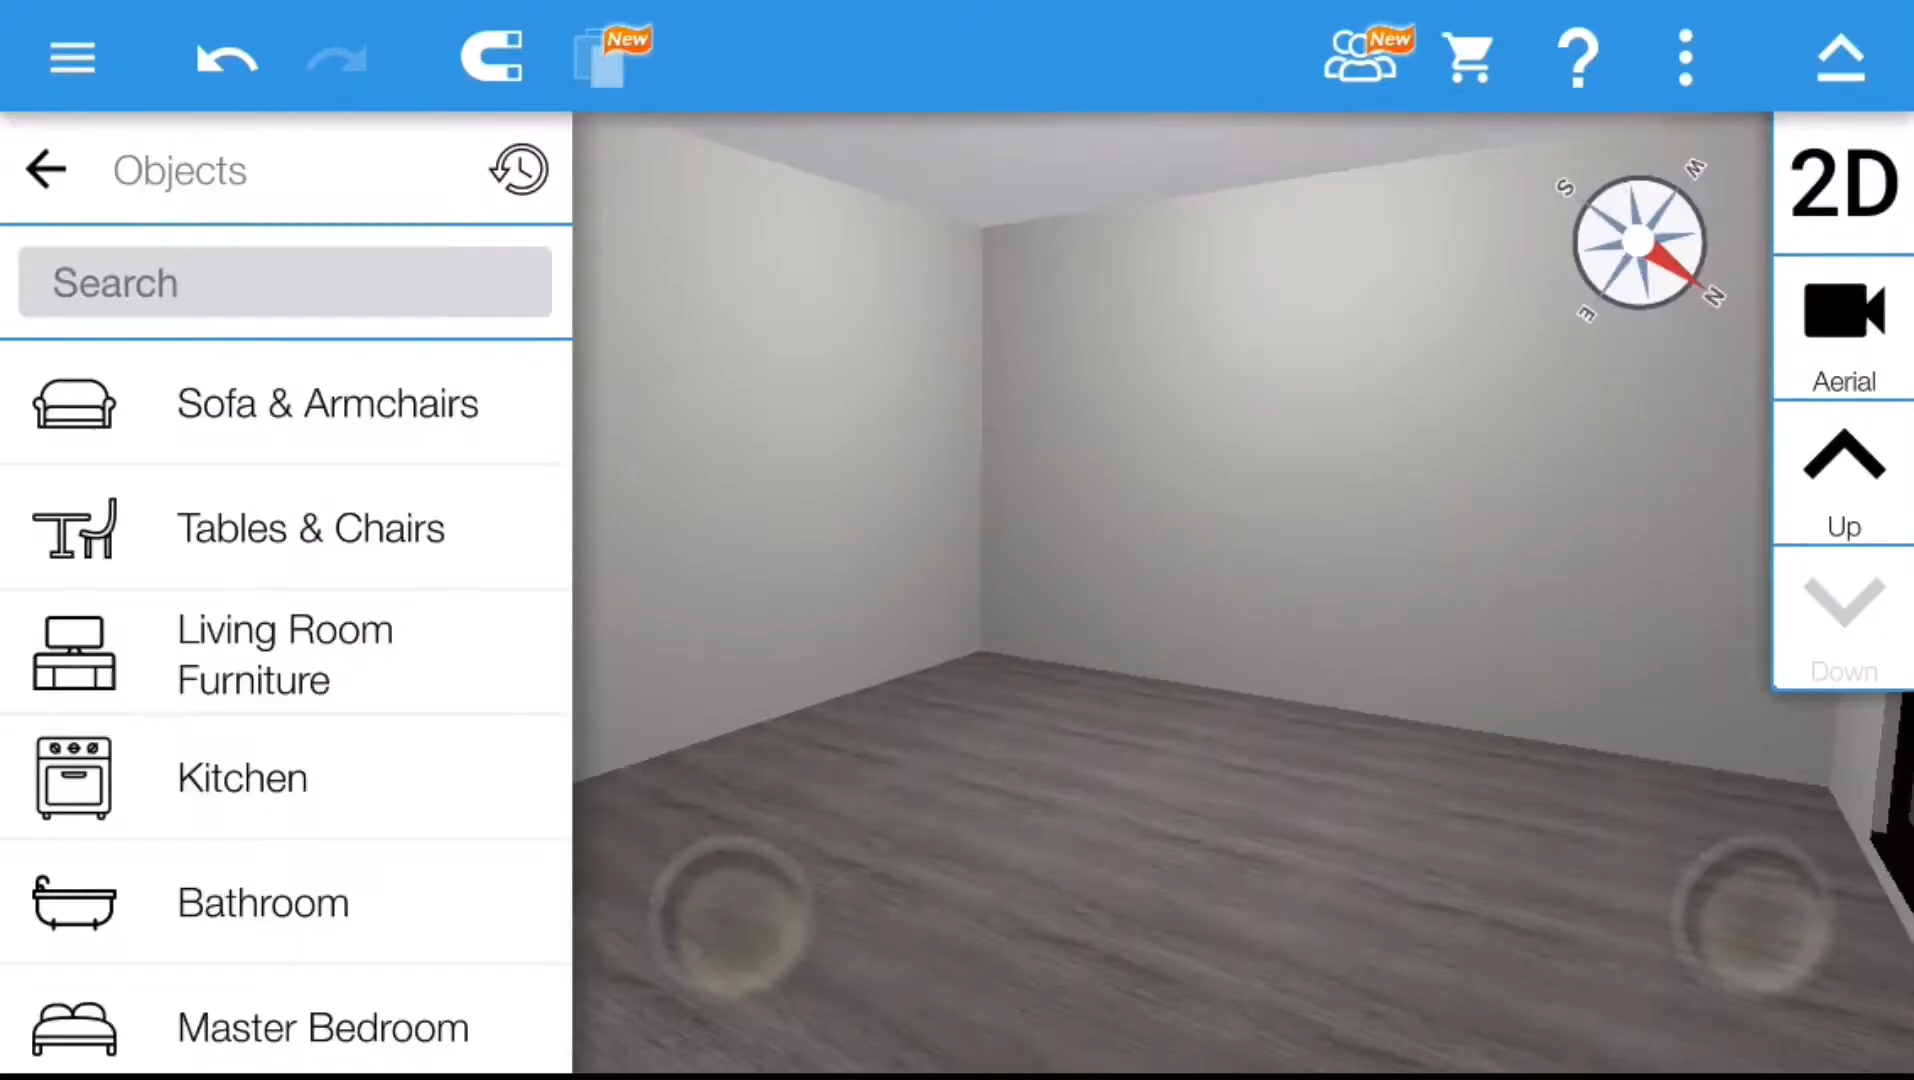 New
New
Objects
Search
Sofa & Armchairs
Tables & Chairs
Living Room
Furniture
Kitchen
Bathroom
Master Bedroom
S
W
E
N
2D
Aerial
Up
Down